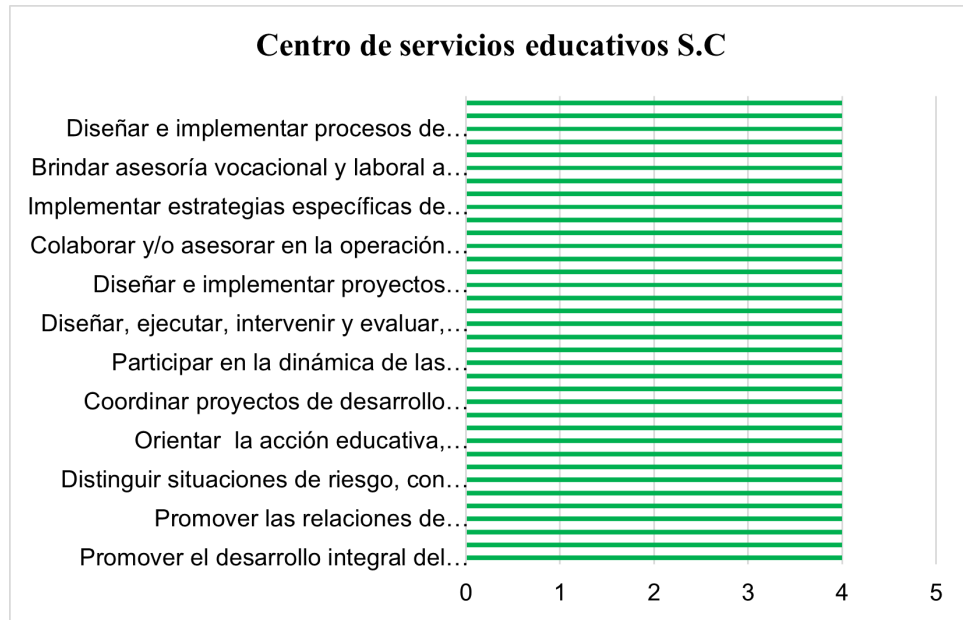 Centro de servicios educativos S.C
Diseñar e implementar procesos de…
Brindar asesoría vocacional y laboral a…
Implementar estrategias específicas de…
Colaborar y/o asesorar en la operación…
Diseñar e implementar proyectos…
Diseñar, ejecutar, intervenir y evaluar,…
Participar en la dinámica de las…
Coordinar proyectos de desarrollo…
Orientar  la acción educativa,…
Distinguir situaciones de riesgo, con…
Promover las relaciones de…
Promover el desarrollo integral del…
0 1 2 3 4 5